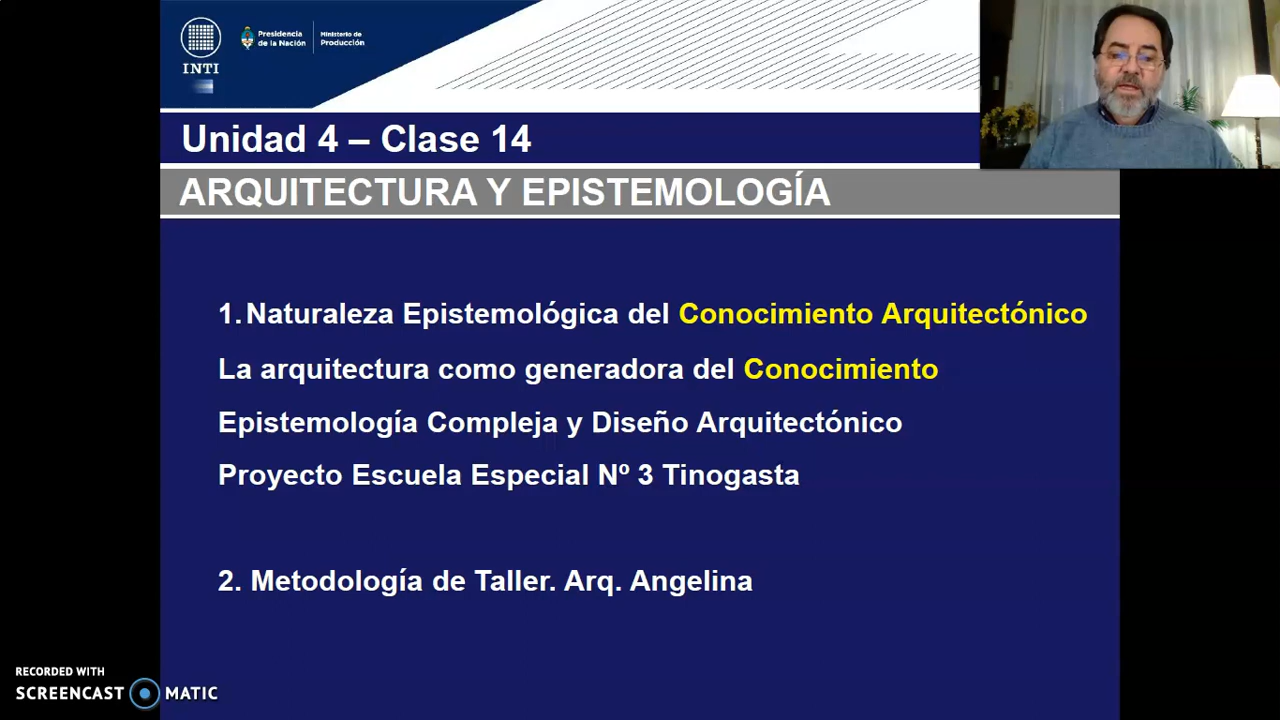 INTI
Presidencia
de la Nación
Ministerio de
Producción
Unidad 4 – Clase 14
ARQUITECTURA Y EPISTEMOLOGÍA
1. Naturaleza Epistemológica del Conocimiento Arquitectónico
La arquitectura como generadora del Conocimiento
Epistemología Compleja y Diseño Arquitectónico
Proyecto Escuela Especial Nº 3 Tinogasta
2. Metodología de Taller. Arq. Angelina
RECORDED WITH
SCREENCAST MATIC